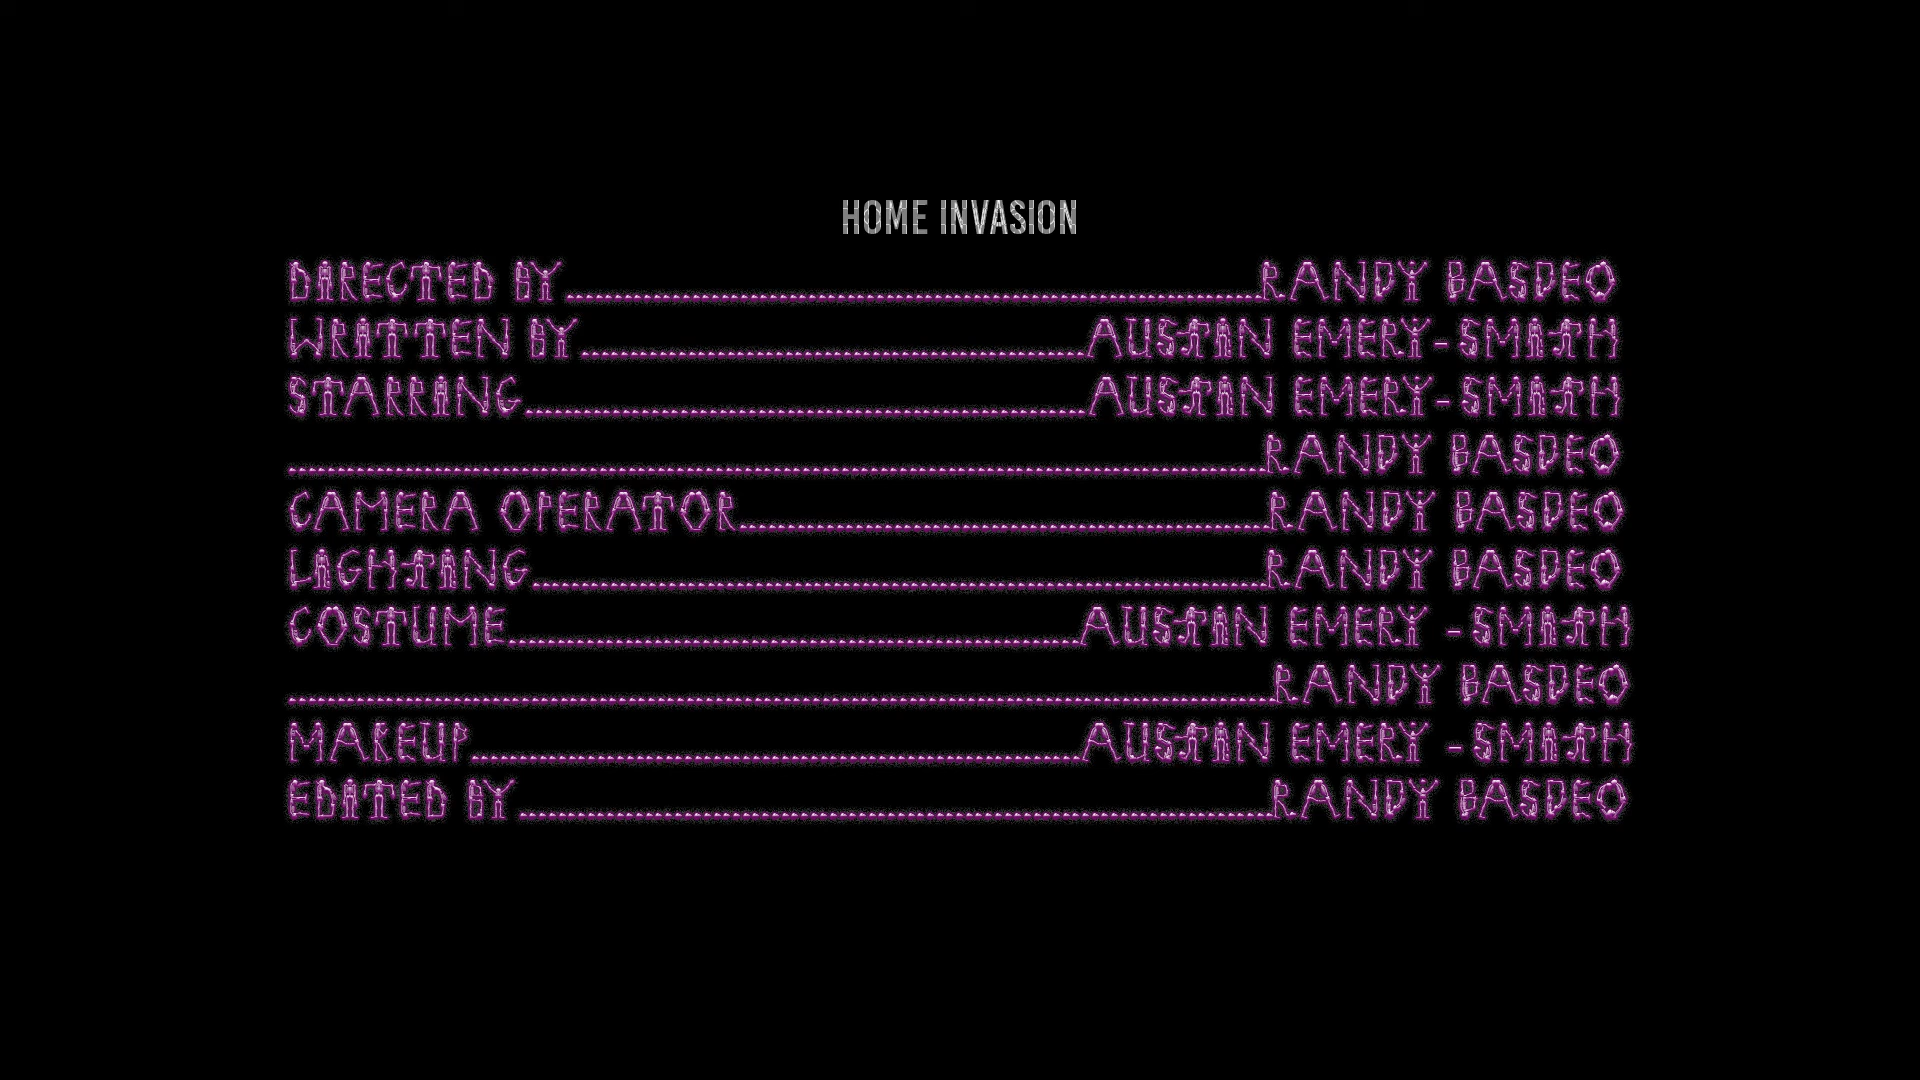 HOME INVASION
DIRECTED BY......................................................................RANDY BASDEO
WRITTEN BY...................................................AUSTIN EMERY-SMITH
STARRING.........................................................AUSTIN EMERY-SMITH
...................................................................................................RANDY BASDEO
CAMERA OPERATOR......................................................RANDY BASDEO
LIGHTING..........................................................................RANDY BASDEO
COSTUME..........................................................AUSTIN EMERY -SMITH
....................................................................................................RANDY BASDEO
MAKEUP..............................................................AUSTIN EMERY -SMITH
EDITED BY............................................................................RANDY BASDEO